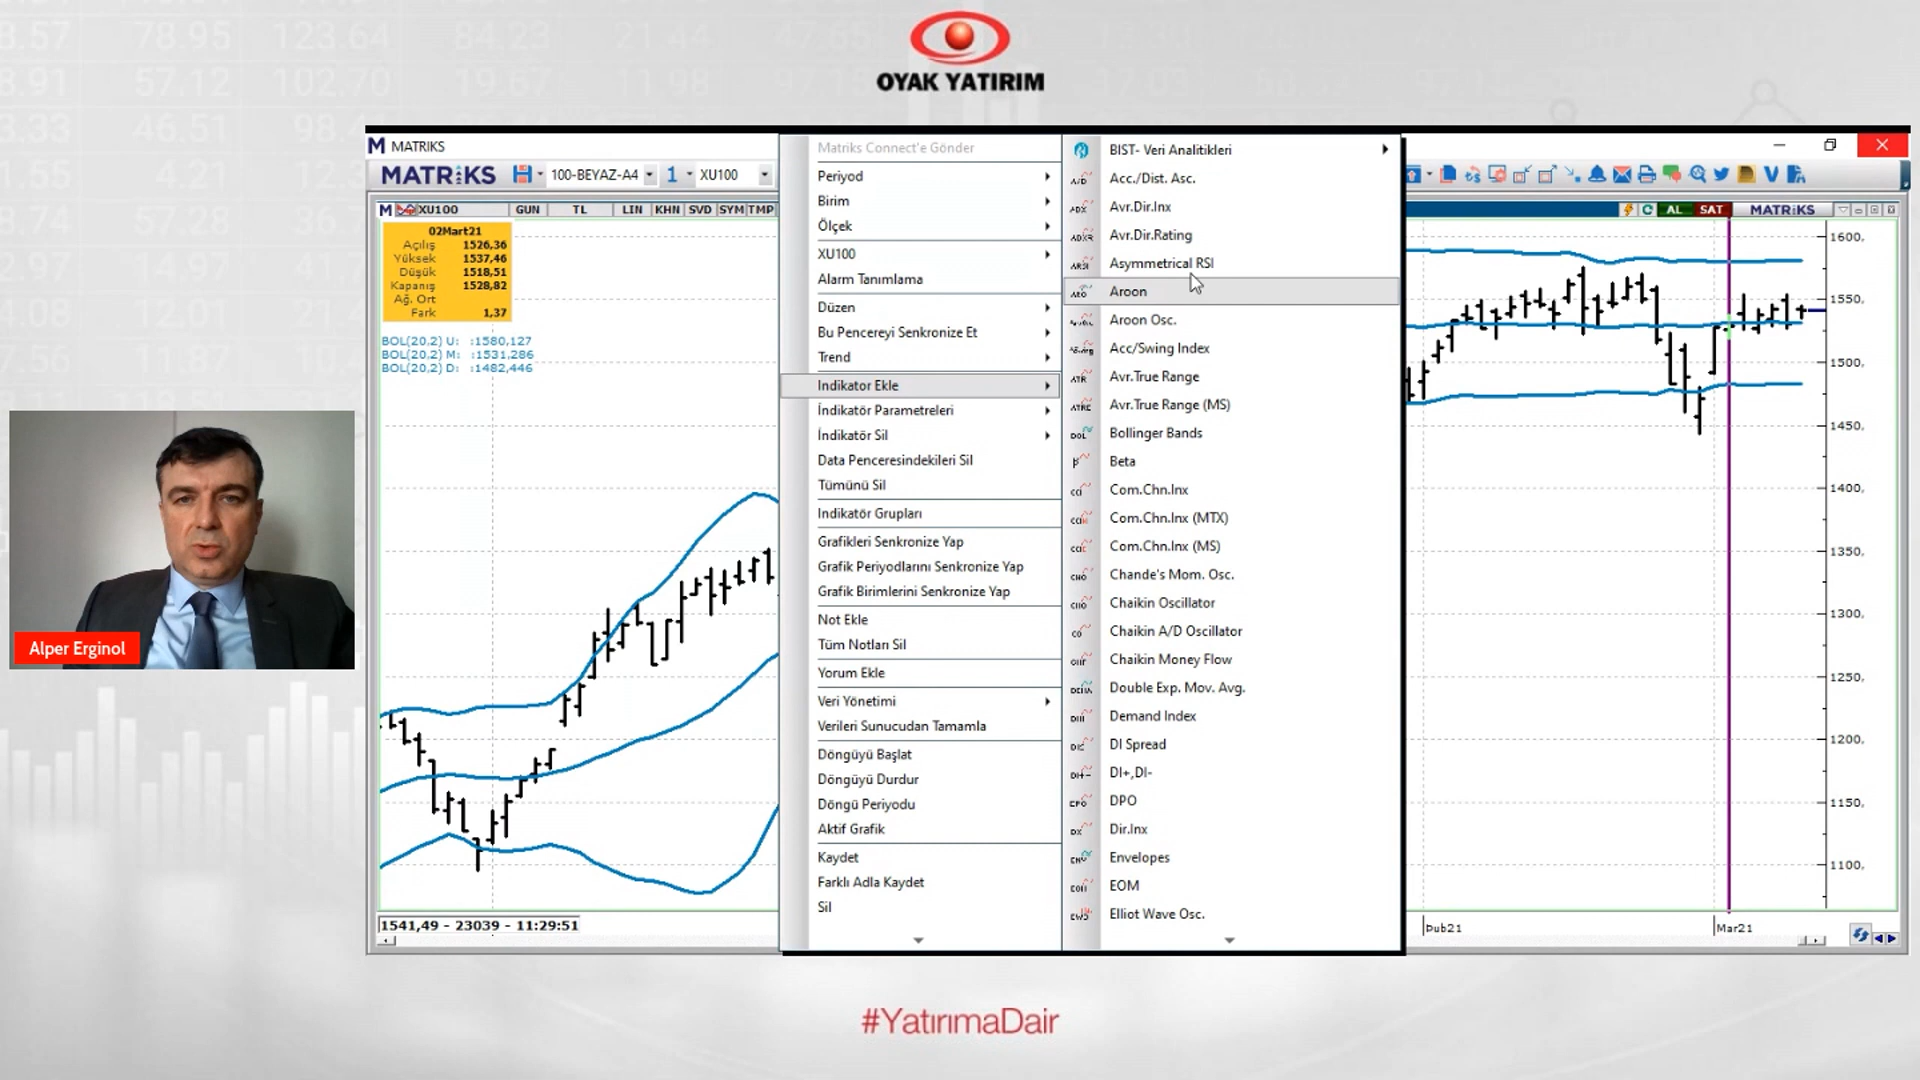 OYAK YATIRIM
MATRIKS
MATRIKS
100-BEYAZ-A4
1
XU100
XU100
GUN
TL
LIN
KHN
SVD
SYM
TMP
02Mart21
Açılış 1526,36
Yüksek 1537,46
Düşük 1518,51
Kapanış 1528,82
Ağ. Ort
Fark 1,37
BOL(20,2) U: :1580,127
BOL(20,2) M: :1531,286
BOL(20,2) D: :1482,446
Alper Erginol
1541,49 - 23039 - 11:29:51
Matriks Connect'e Gönder
Periyod
Birim
Ölçek
XU100
Alarm Tanımlama
Düzen
Bu Pencereyi Senkronize Et
Trend
Indikator Ekle
İndikatör Parametreleri
İndikatör Sil
Data Penceresindekileri Sil
Tümünü Sil
Indikatör Grupları
Grafikleri Senkronize Yap
Grafik Periyodlarını Senkronize Yap
Grafik Birimlerini Senkronize Yap
Not Ekle
Tüm Notları Sil
Yorum Ekle
Veri Yönetimi
Verileri Sunucudan Tamamla
Döngüyü Başlat
Döngüyü Durdur
Döngü Periyodu
Aktif Grafik
Kaydet
Farklı Adla Kaydet
Sil
BIST- Veri Analitikleri
Acc./Dist. Asc.
Avr.Dir.Inx
Avr.Dir.Rating
Asymmetrical RSI
Aroon
Aroon Osc.
Acc/Swing Index
Avr.True Range
Avr.True Range (MS)
Bollinger Bands
Beta
Com.Chn.Inx
Com.Chn.Inx (MTX)
Com.Chn.Inx (MS)
Chande's Mom. Osc.
Chaikin Oscillator
Chaikin A/D Oscillator
Chaikin Money Flow
Double Exp. Mov. Avg.
Demand Index
DI Spread
DI+,DI-
DPO
Dir.Inx
Envelopes
EOM
Elliot Wave Osc.
AL
SAT
MATRiKS
1600,
1550,
1500,
1450,
1400,
1350,
1300,
1250,
1200,
1150,
1100,
Þub21
Mar21
#YatırımaDair